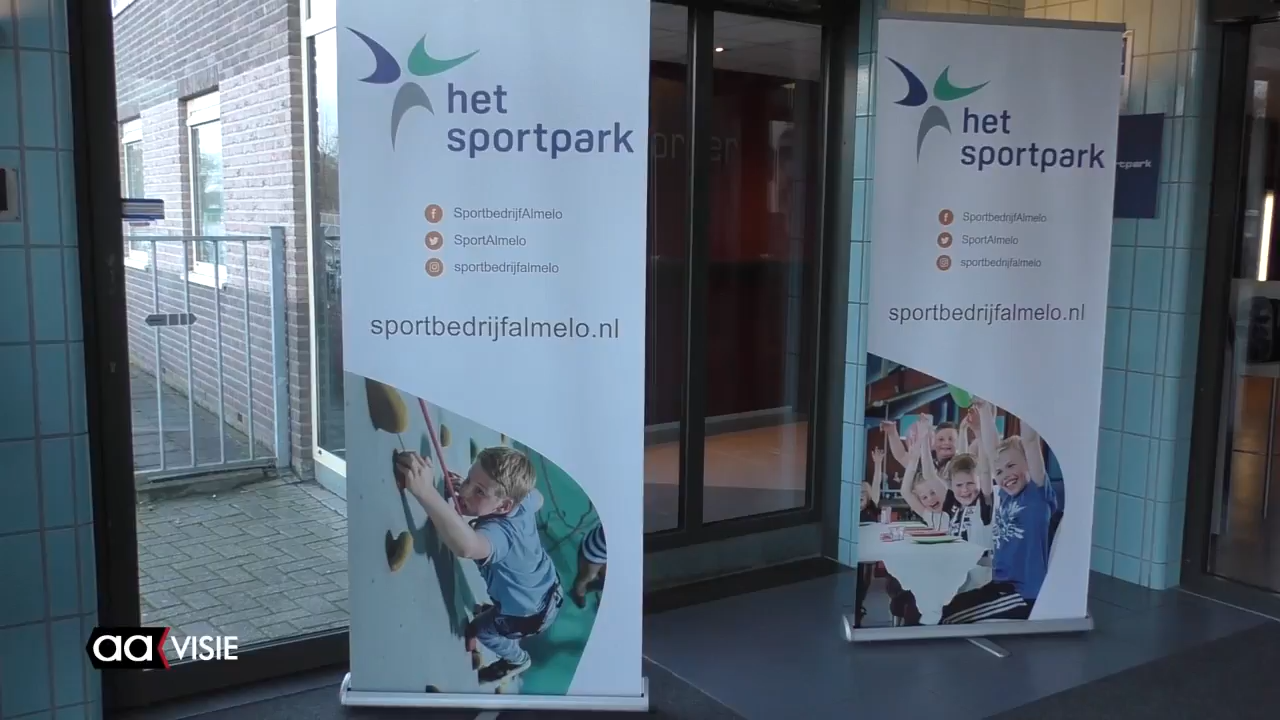 het
sportpark
SportbedrijfAlmelo
SportAlmelo
sportbedrijfalmelo
sportbedrijfalmelo.nl
het
sportpark
SportbedrijfAlmelo
SportAlmelo
sportbedrijfalmelo
sportbedrijfalmelo.nl
aa VISIE